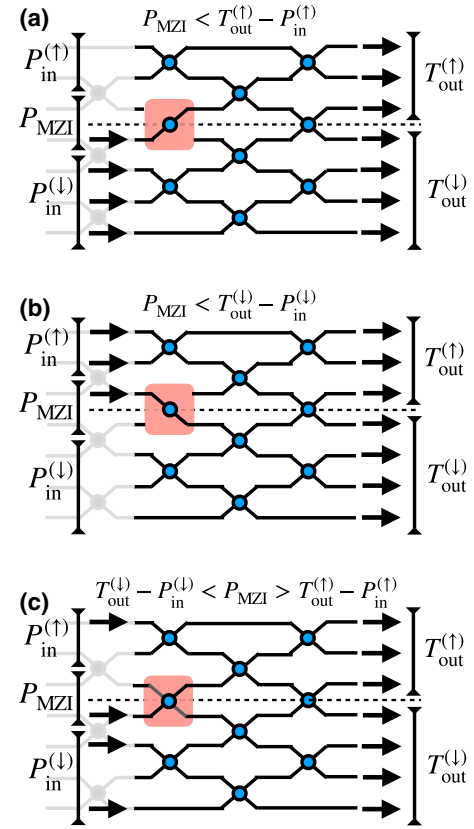 (a)
P_MZI < T_out^(↑) − P_in^(↑)
P_in^(↑)
P_MZI
P_in^(↓)
T_out^(↑)
T_out^(↓)
(b)
P_MZI < T_out^(↓) − P_in^(↓)
P_in^(↑)
P_MZI
P_in^(↓)
T_out^(↑)
T_out^(↓)
(c)
T_out^(↓) − P_in^(↓) < P_MZI > T_out^(↑) − P_in^(↑)
P_in^(↑)
P_MZI
P_in^(↓)
T_out^(↑)
T_out^(↓)